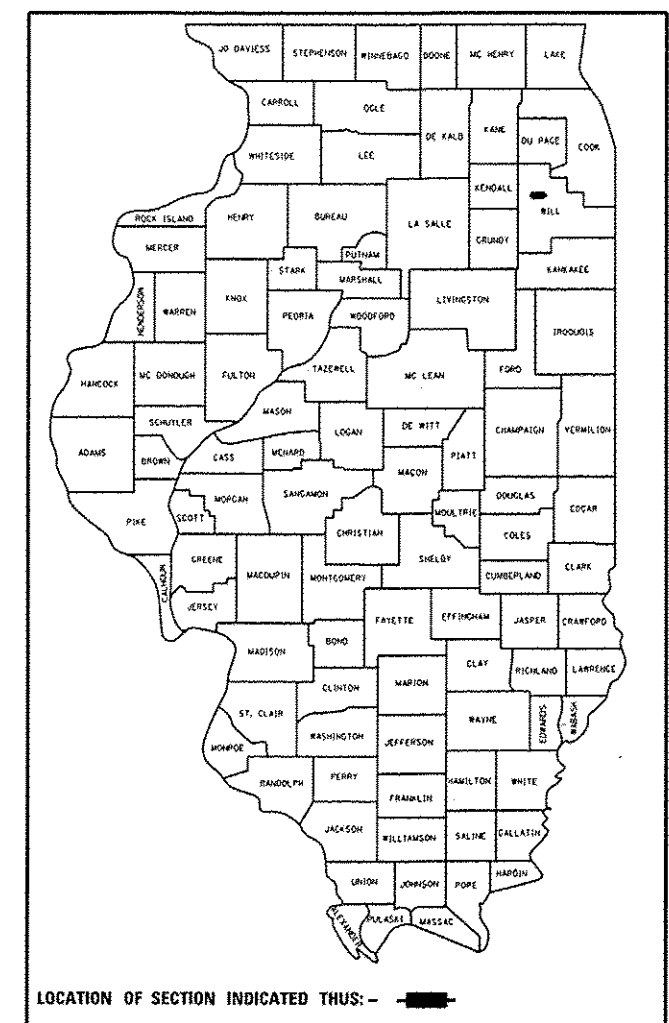 JO DAVIESS STEPHENSON WINNEBAGO BOONE MC HENRY LAKE
CARROLL OGLE
DE KALB KANE DU PAGE COOK
WHITESIDE LEE
KENDALL WILL
ROCK ISLAND HENRY BUREAU LA SALLE
MERCER GRUNDY
PUTNAM KANKAKEE
STARK MARSHALL
HENDERSON WARREN KNOX PEORIA WOODFORD LIVINGSTON IROQUOIS
HANCOCK MC DONOUGH FULTON TAZEWELL MC LEAN FORD
MASON
SCHUYLER LOGAN DE WITT CHAMPAIGN VERMILION
ADAMS BROWN CASS MENARD MACON PIATT
MORGAN SANGAMON DOUGLAS EDGAR
PIKE SCOTT CHRISTIAN MOULTRIE COLES
GREENE MACOUPIN MONTGOMERY SHELBY CUMBERLAND CLARK
CALHOUN JERSEY FAYETTE EFFINGHAM JASPER CRAWFORD
MADISON BOND CLAY RICHLAND LAWRENCE
CLINTON MARION
ST. CLAIR WAYNE EDWARDS WABASH
MONROE WASHINGTON JEFFERSON
RANDOLPH PERRY HAMILTON WHITE
FRANKLIN
JACKSON WILLIAMSON SALINE GALLATIN
UNION JOHNSON POPE HARDIN
ALEXANDER PULASKI MASSAC
LOCATION OF SECTION INDICATED THUS:-